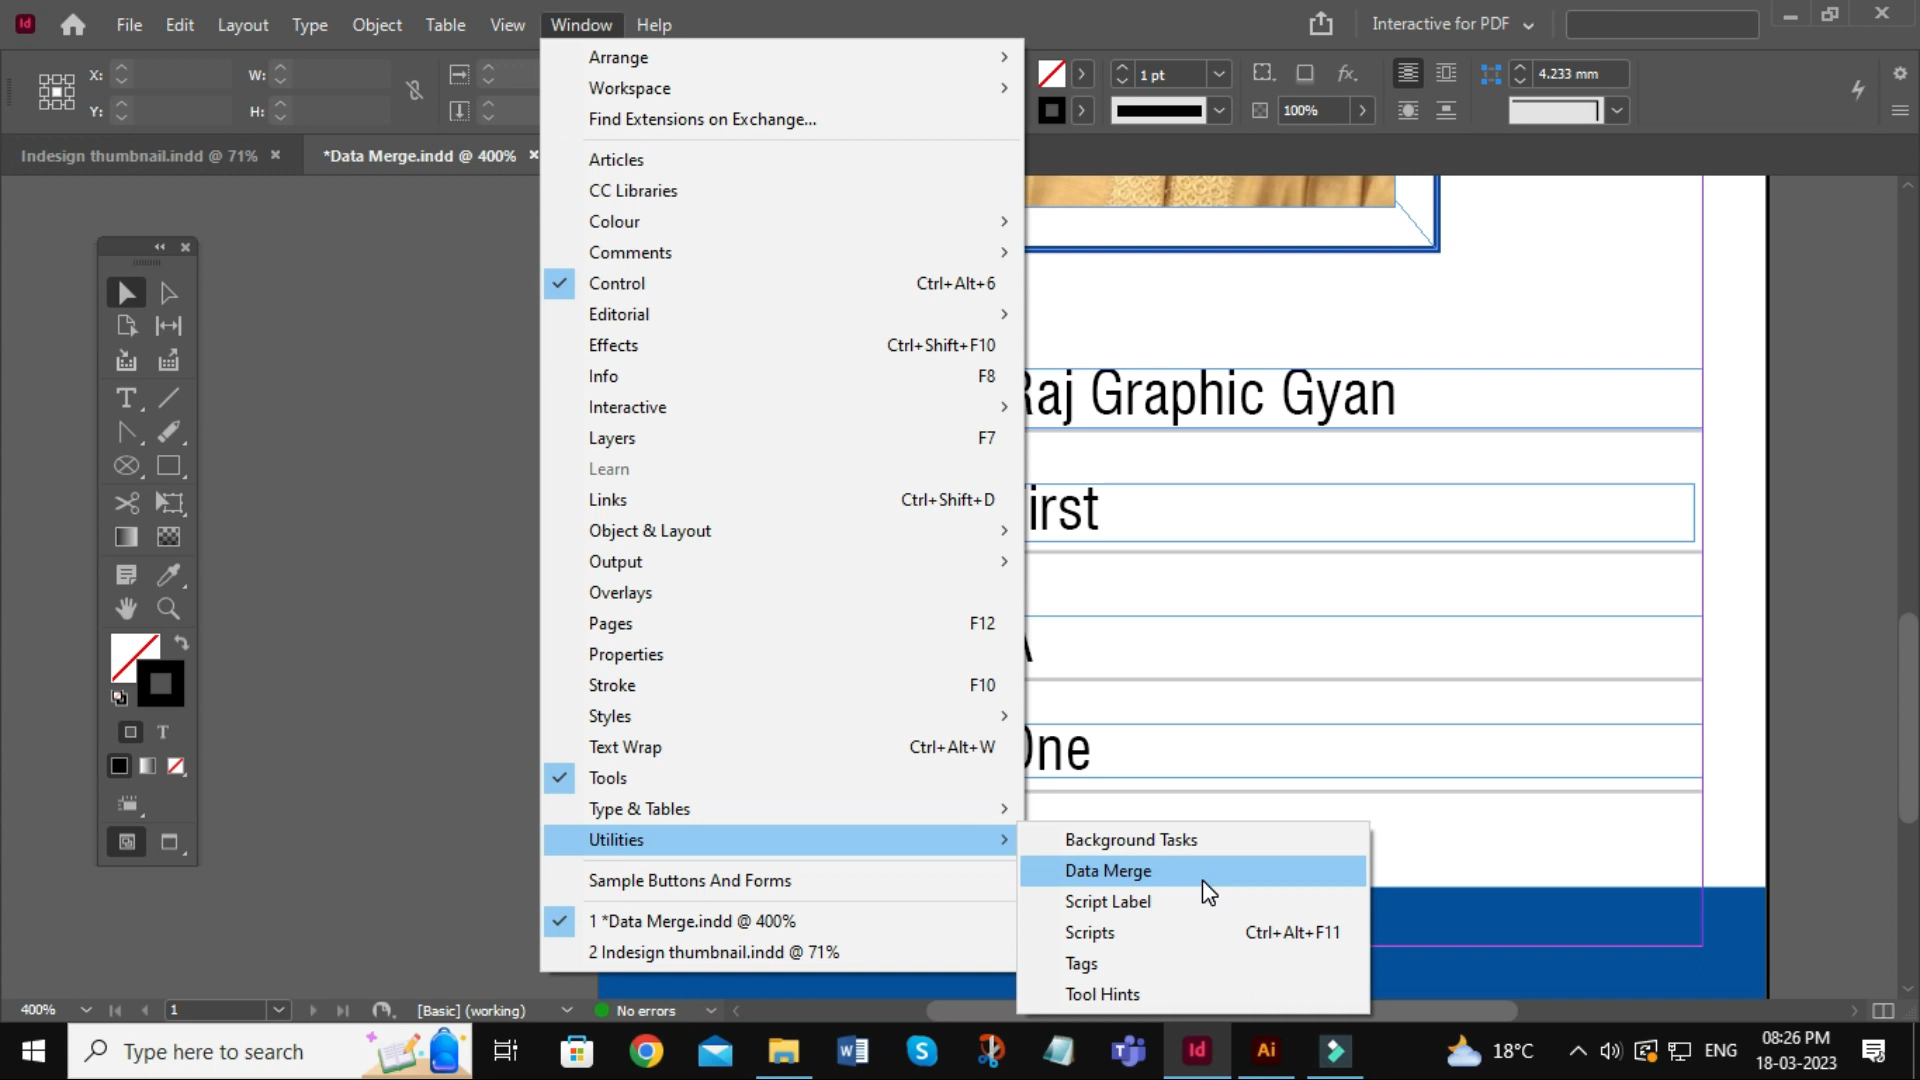 File Edit Layout Type Object Table View Window Help
Interactive for PDF
X: W: 1 pt 4.233 mm
Y: H: 100%
Indesign thumbnail.indd @ 71%
*Data Merge.indd @ 400%
Arrange
Workspace
Find Extensions on Exchange...
Articles
CC Libraries
Colour
Comments
Control Ctrl+Alt+6
Editorial
Effects Ctrl+Shift+F10
Info F8
Interactive
Layers F7
Learn
Links Ctrl+Shift+D
Object & Layout
Output
Overlays
Pages F12
Properties
Stroke F10
Styles
Text Wrap Ctrl+Alt+W
Tools
Type & Tables
Utilities
Sample Buttons And Forms
1 *Data Merge.indd @ 400%
2 Indesign thumbnail.indd @ 71%
Background Tasks
Data Merge
Script Label
Scripts Ctrl+Alt+F11
Tags
Tool Hints
Raj Graphic Gyan
irst
One
400% 1 [Basic] (working) No errors
Type here to search
18°C
ENG
08:26 PM
18-03-2023